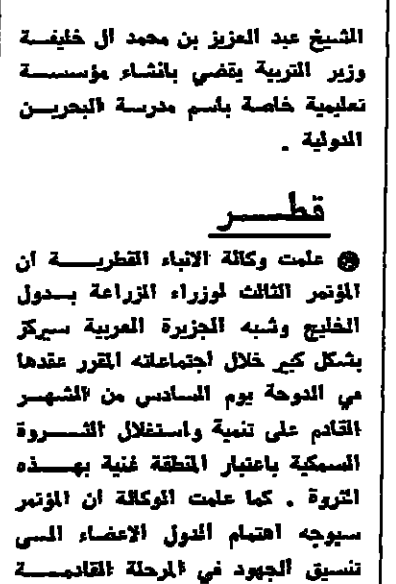 الشيخ عبد العزيز بن محمد ال خليفة
وزير التربية يقضي بانشاء مؤسسة
تعليمية خاصة باسم مدرسة البحرين
الدولية .
قطر
علمت وكالة الانباء القطرية ان
المؤتمر الثالث لوزراء الزراعة بدول
الخليج وشبه الجزيرة العربية سيركز
بشكل كبير خلال اجتماعاته المقرر عقدها
في الدوحة يوم السادس من الشهر
القادم على تنمية واستغلال الثروة
السمكية باعتبار المنطقة غنية بهذه
الثروة . كما علمت الوكالة ان المؤتمر
سيوجه اهتمام الدول الاعضاء الى
تنسيق الجهود في المرحلة القادمة